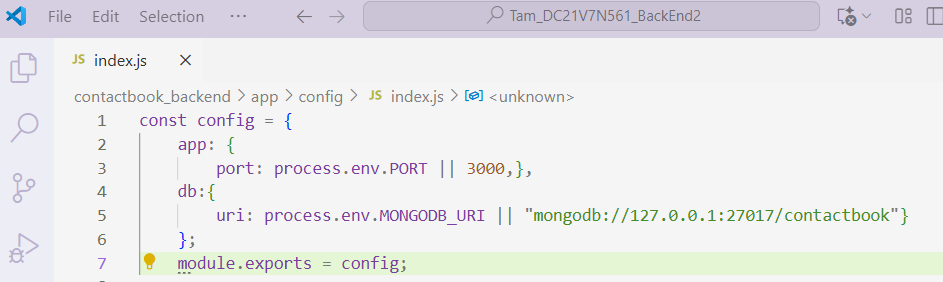 Edit Selection ··· Tam_DC21V7N561_BackEnd2
JS index.js
contactbook_backend > app > config > JS index.js > <unknown>
1 const config = {
2 app: {
3 port: process.env.PORT || 3000,},
4 db:{
5 uri: process.env.MONGODB_URI || "mongodb://127.0.0.1:27017/contactbook"}
6 };
7 module.exports = config;